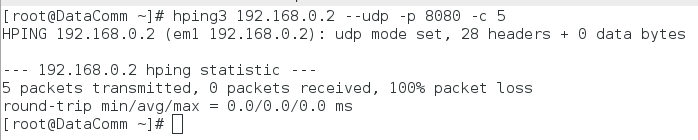 [root@DataComm ~]# hping3 192.168.0.2 --udp -p 8080 -c 5
HPING 192.168.0.2 (em1 192.168.0.2): udp mode set, 28 headers + 0 data bytes
--- 192.168.0.2 hping statistic ---
5 packets transmitted, 0 packets received, 100% packet loss
round-trip min/avg/max = 0.0/0.0/0.0 ms
[root@DataComm ~]#